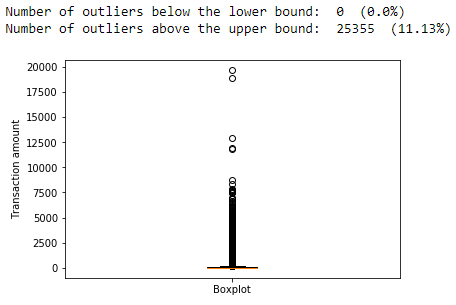 Number of outliers below the lower bound:  0  (0.0%)
Number of outliers above the upper bound:  25355  (11.13%)
20000
17500
15000
12500
10000
7500
5000
2500
0
Transaction amount
Boxplot